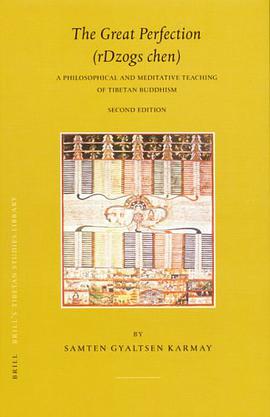 The Great Perfection
(rDzogs chen)
A PHILOSOPHICAL AND MEDITATIVE TEACHING
OF TIBETAN BUDDHISM
SECOND EDITION
BY
SAMTEN GYALTSEN KARMAY
BRILL
BRILL'S TIBETAN STUDIES LIBRARY